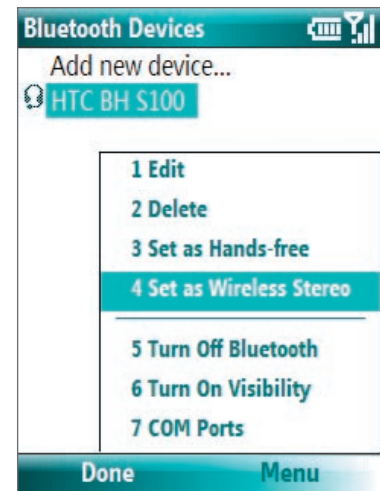 Bluetooth Devices
Add new device...
HTC BH S100
1 Edit
2 Delete
3 Set as Hands-free
4 Set as Wireless Stereo
5 Turn Off Bluetooth
6 Turn On Visibility
7 COM Ports
Done Menu